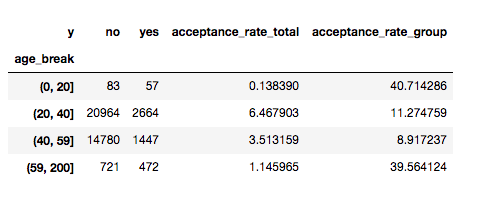 y no yes acceptance_rate_total acceptance_rate_group
age_break
(0, 20] 83 57 0.138390 40.714286
(20, 40] 20964 2664 6.467903 11.274759
(40, 59] 14780 1447 3.513159 8.917237
(59, 200] 721 472 1.145965 39.564124